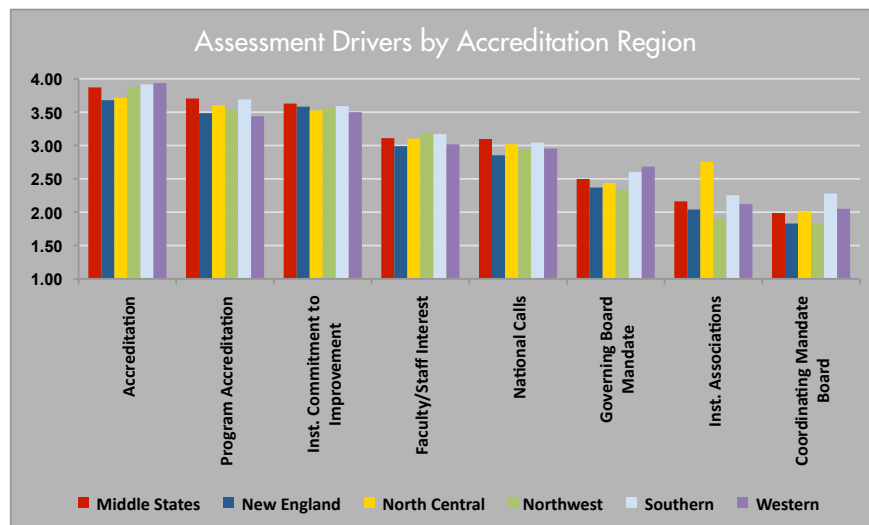 Assessment Drivers by Accreditation Region
4.00
3.50
3.00
2.50
2.00
1.50
1.00
Accreditation
Program Accreditation
Inst. Commitment to
Improvement
Faculty/Staff Interest
National Calls
Governing Board
Mandate
Inst. Associations
Coordinating Mandate
Board
Middle States
New England
North Central
Northwest
Southern
Western